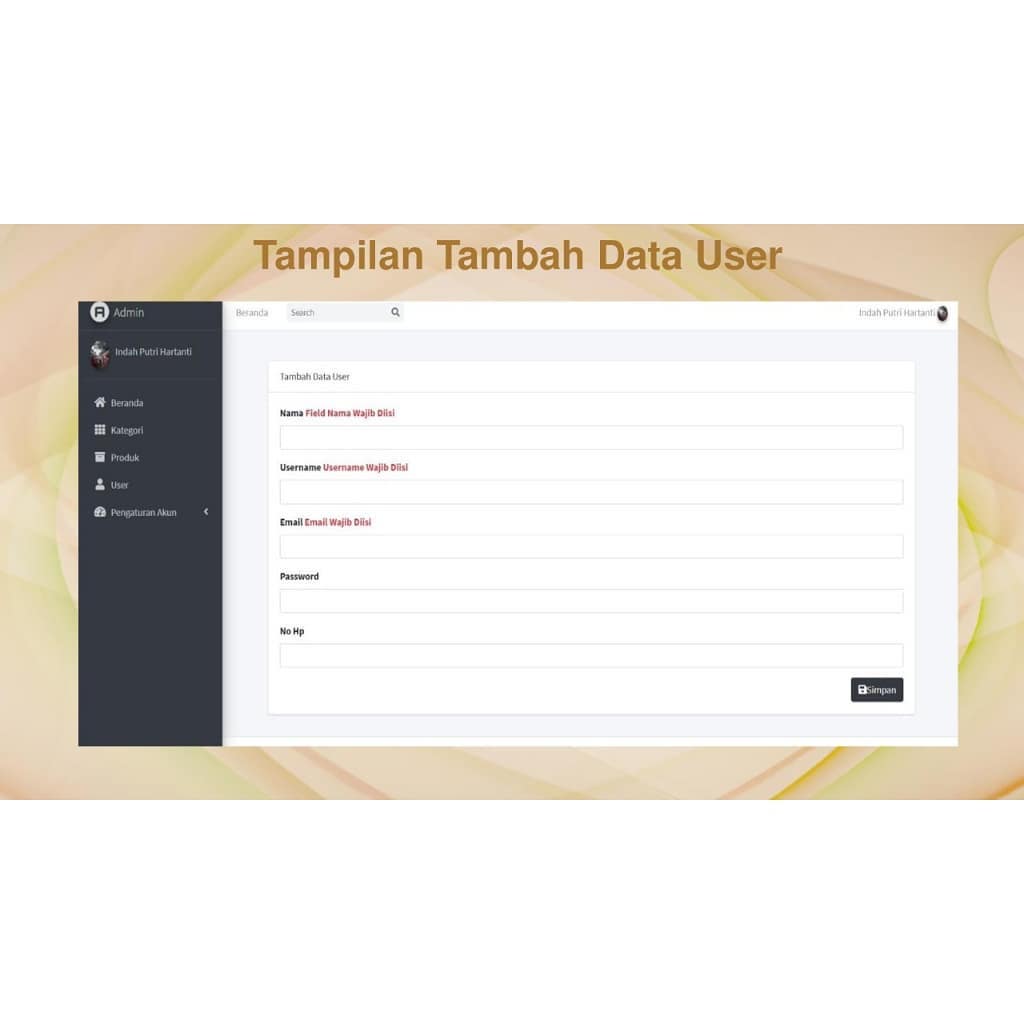 Tampilan Tambah Data User
Admin
Beranda
Search
Indah Putri Hartanti
Indah Putri Hartanti
Beranda
Kategori
Produk
User
Pengaturan Akun
Tambah Data User
Nama Field Nama Wajib Diisi
Username Username Wajib Diisi
Email Email Wajib Diisi
Password
No Hp
Simpan